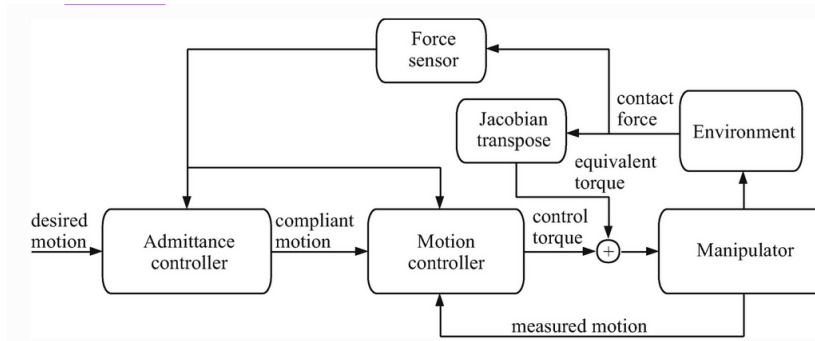 Force
sensor
contact
force
Jacobian
transpose
Environment
equivalent
torque
desired
motion
Admittance
controller
compliant
motion
Motion
controller
control
torque
+
Manipulator
measured motion